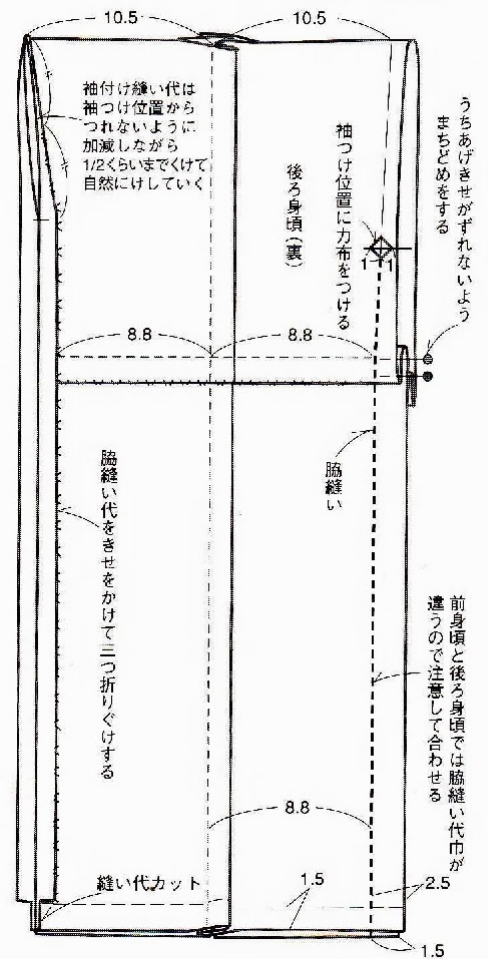 10.5
10.5
袖付け縫い代は
袖つけ位置から
つれないように
加減しながら
1/2くらいまでくけて
自然にけしていく
うちあげきせがずれないよう
まちどめをする
袖つけ位置に力布をつける
後ろ身頃(裏)
1
1
8.8
8.8
脇縫い
脇縫い代をきせをかけて三つ折りぐけする
前身頃と後ろ身頃では脇縫い代巾が
違うので注意して合わせる
8.8
縫い代カット
1.5
2.5
1.5